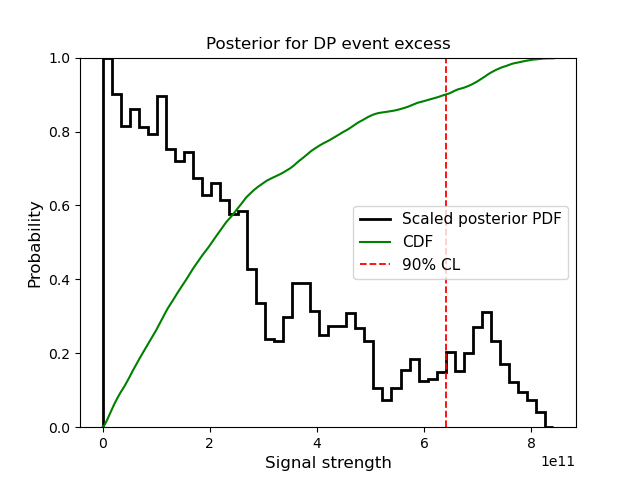 Posterior for DP event excess
1.0
0.8
0.6
0.4
0.2
0.0
Probability
Scaled posterior PDF
CDF
90% CL
0
2
4
6
8
1e11
Signal strength